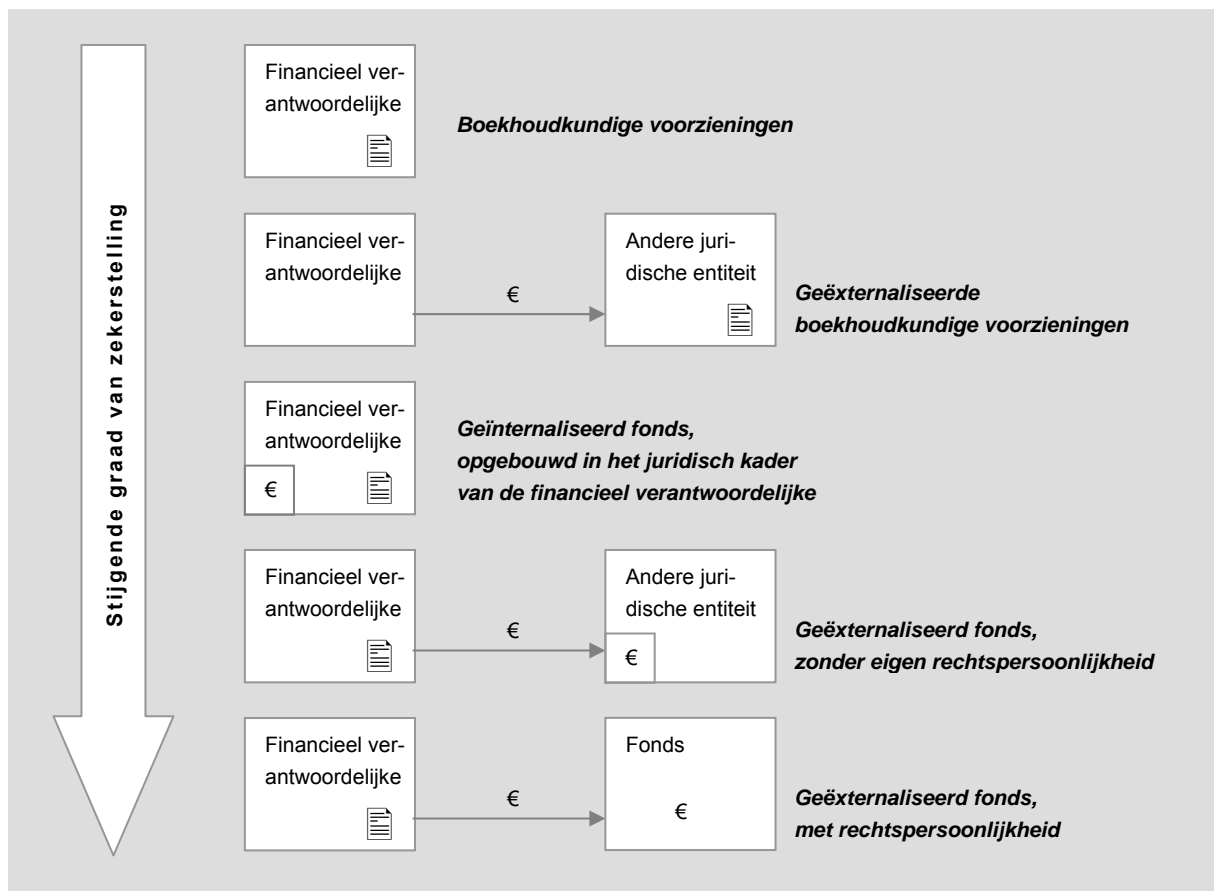 Stijgende graad van zekerstelling
Financieel ver-
antwoordelijke
Boekhoudkundige voorzieningen
Financieel ver-
antwoordelijke
€
Andere juri-
dische entiteit
Geëxternaliseerde
boekhoudkundige voorzieningen
Financieel ver-
antwoordelijke
€
Geïnternaliseerd fonds,
opgebouwd in het juridisch kader
van de financieel verantwoordelijke
Financieel ver-
antwoordelijke
€
Andere juri-
dische entiteit
€
Geëxternaliseerd fonds,
zonder eigen rechtspersoonlijkheid
Financieel ver-
antwoordelijke
€
Fonds
€
Geëxternaliseerd fonds,
met rechtspersoonlijkheid